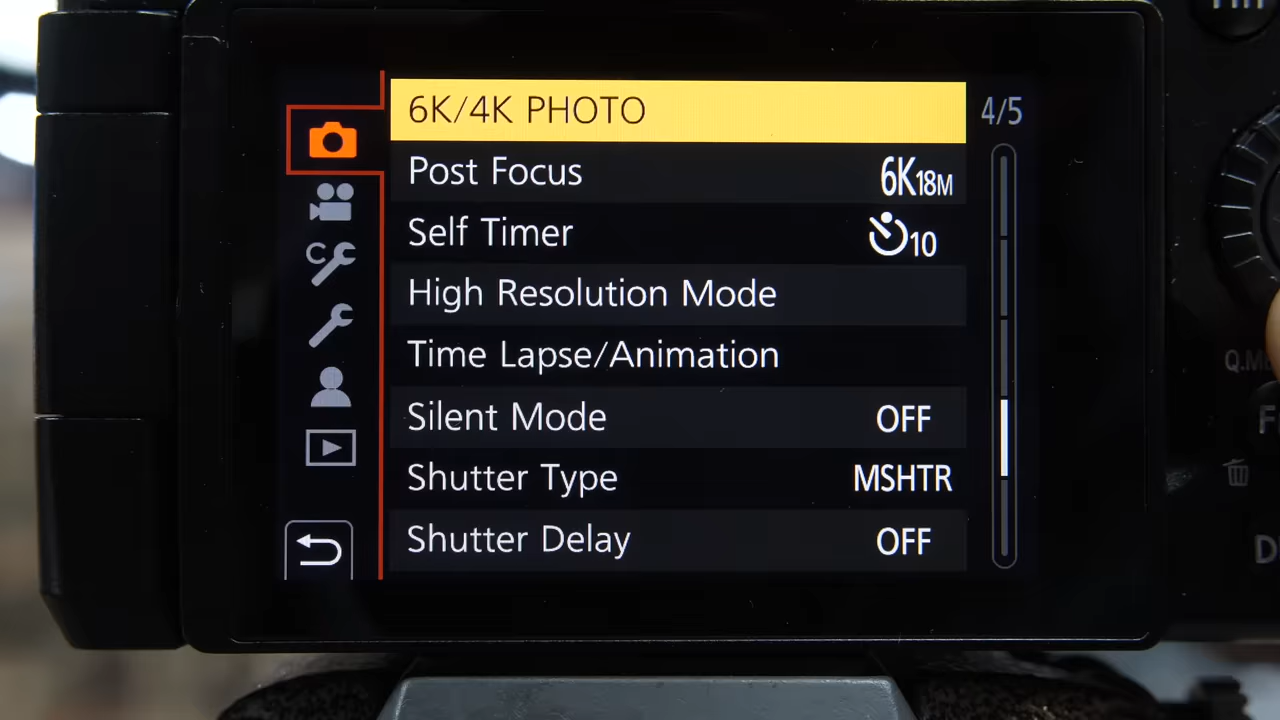 6K/4K PHOTO
4/5
Post Focus 6K18M
Self Timer 10
High Resolution Mode
Time Lapse/Animation
Silent Mode OFF
Shutter Type MSHTR
Shutter Delay OFF
C